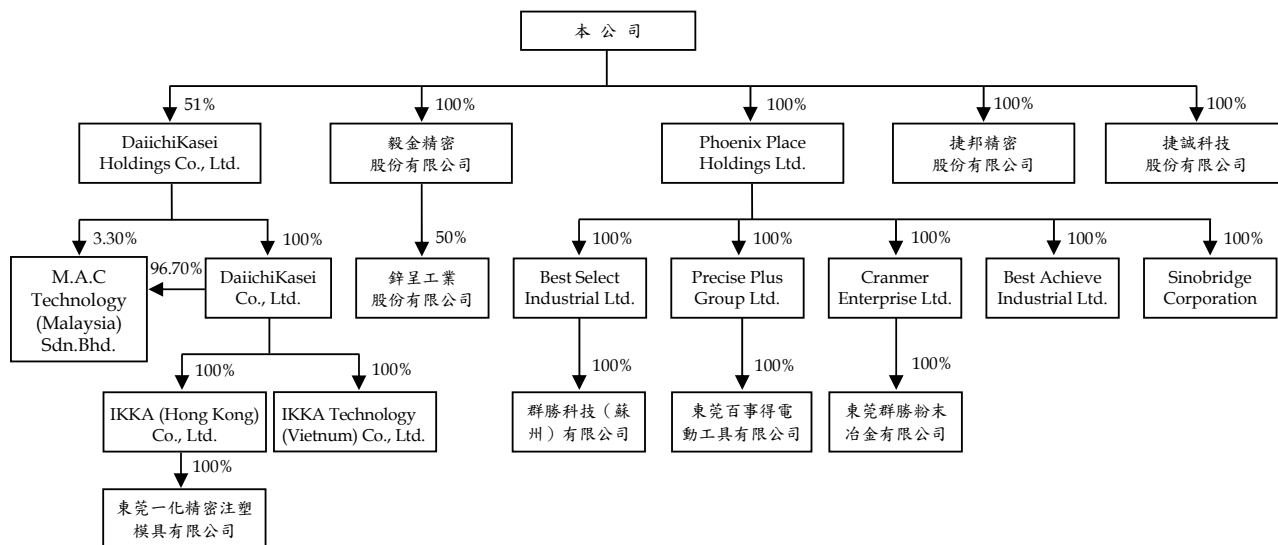 本 公 司
51%
100%
100%
100%
100%
DaiichiKasei
Holdings Co., Ltd.
毅金精密
股份有限公司
Phoenix Place
Holdings Ltd.
捷邦精密
股份有限公司
捷誠科技
股份有限公司
3.30%
100%
50%
100%
100%
100%
100%
100%
M.A.C
Technology
(Malaysia)
Sdn.Bhd.
96.70%
DaiichiKasei
Co., Ltd.
鋅呈工業
股份有限公司
Best Select
Industrial Ltd.
Precise Plus
Group Ltd.
Cranmer
Enterprise Ltd.
Best Achieve
Industrial Ltd.
Sinobridge
Corporation
100%
100%
100%
100%
100%
IKKA (Hong Kong)
Co., Ltd.
IKKA Technology
(Vietnum) Co., Ltd.
群勝科技（蘇
州）有限公司
東莞百事得電
動工具有限公司
東莞群勝粉末
冶金有限公司
100%
東莞一化精密注塑
模具有限公司